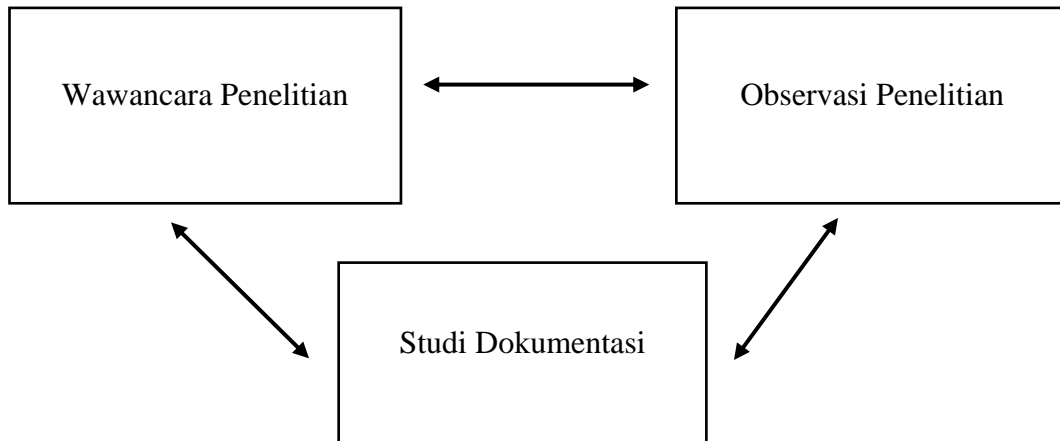 Wawancara Penelitian
Observasi Penelitian
Studi Dokumentasi